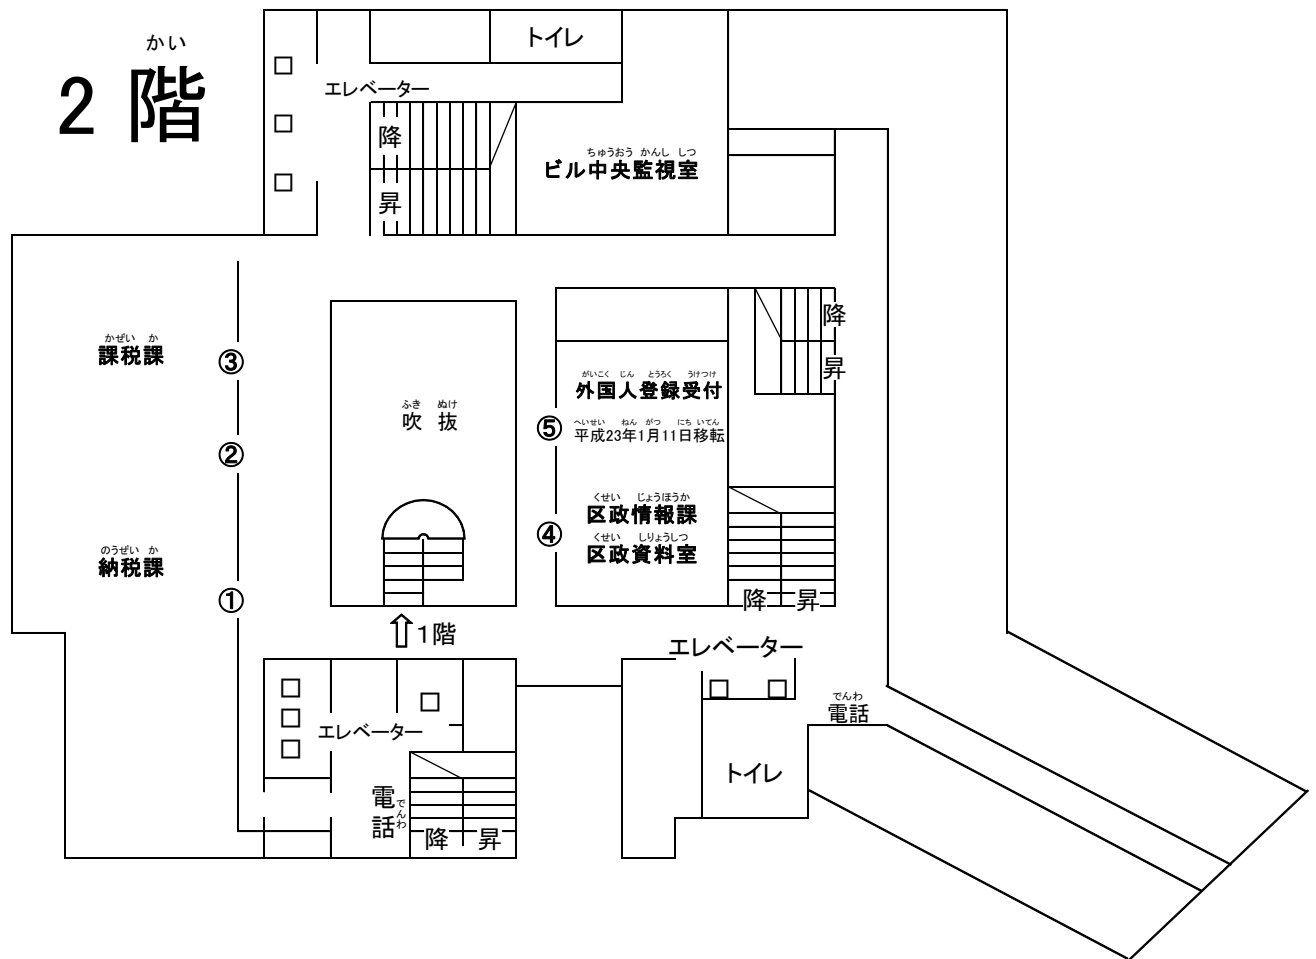 かい
2 階
トイレ
エレベーター
降
昇
ちゅうおう かんし しつ
ビル中央監視室
かぜい か
課税課
③
ふき ぬけ
吹 抜
降
昇
がいこく じん とうろく うけつけ
外国人登録受付
⑤
へいせい ねん がつ にち いてん
平成23年1月11日移転
②
くせい じょうほうか
区政情報課
④
くせい しりょうしつ
区政資料室
のうぜい か
納税課
①
降 昇
⇧1階
エレベーター
エレベーター
でんわ
電話
トイレ
電話
でんわ
降 昇